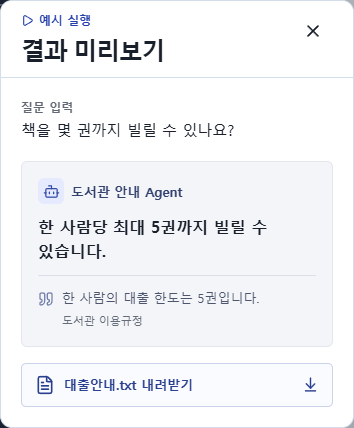 예시 실행
결과 미리보기
질문 입력
책을 몇 권까지 빌릴 수 있나요?
도서관 안내 Agent
한 사람당 최대 5권까지 빌릴 수
있습니다.
한 사람의 대출 한도는 5권입니다.
도서관 이용규정
대출안내.txt 내려받기